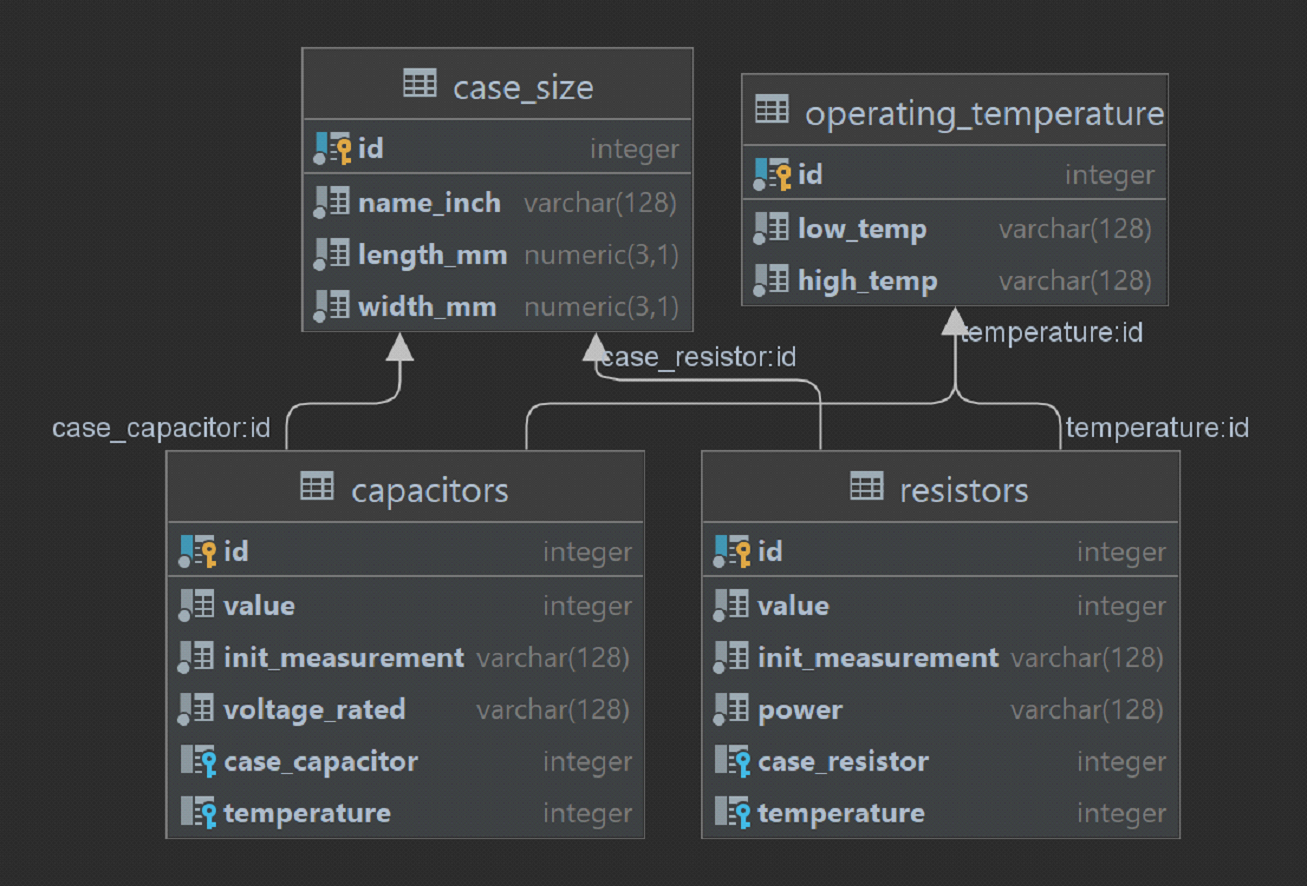 case_size
id integer
name_inch varchar(128)
length_mm numeric(3,1)
width_mm numeric(3,1)
operating_temperature
id integer
low_temp varchar(128)
high_temp varchar(128)
temperature:id
case_resistor:id
case_capacitor:id
temperature:id
capacitors
id integer
value integer
init_measurement varchar(128)
voltage_rated varchar(128)
case_capacitor integer
temperature integer
resistors
id integer
value integer
init_measurement varchar(128)
power varchar(128)
case_resistor integer
temperature integer